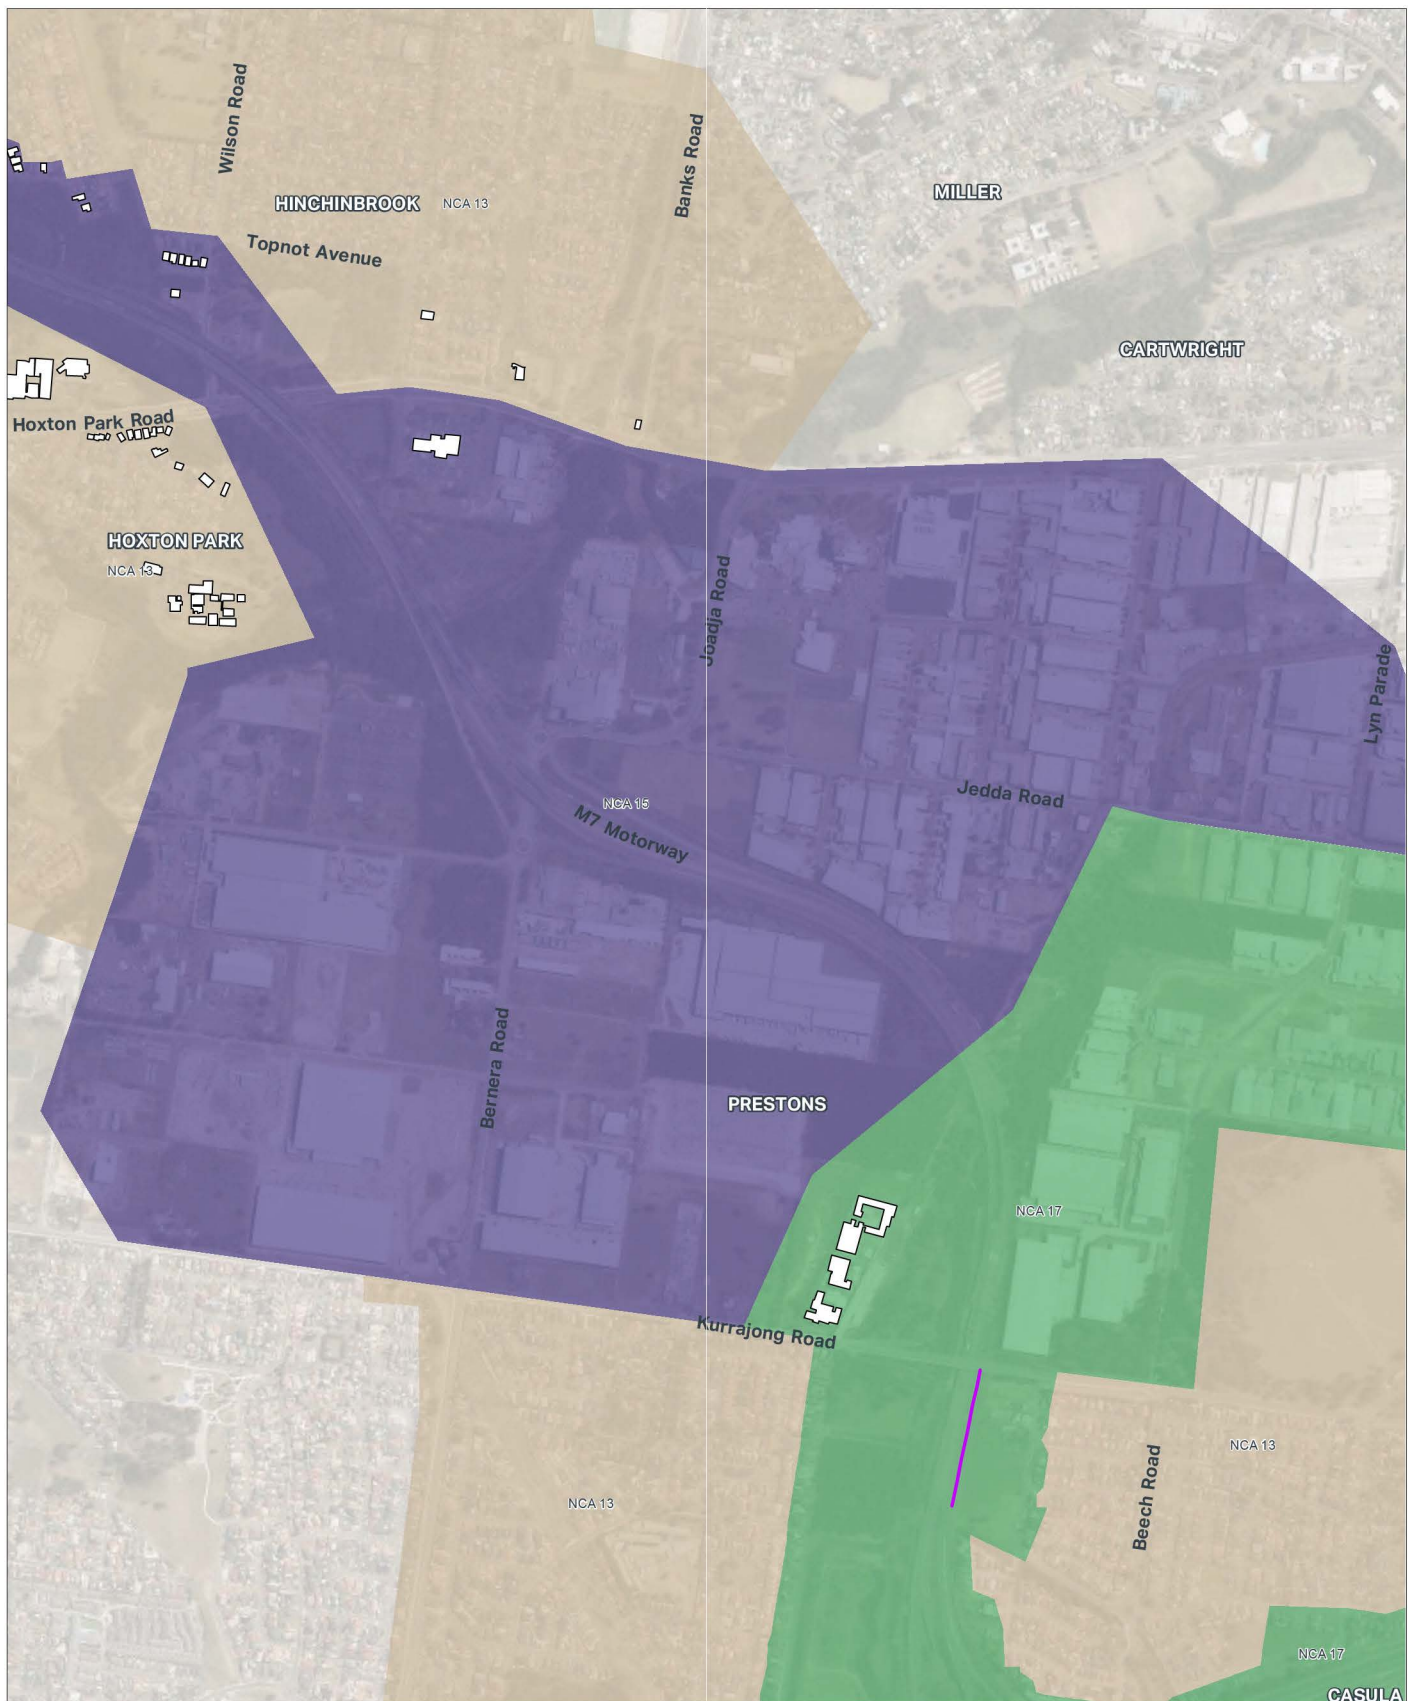 Wilson Road
Banks Road
HINCHINBROOK
NCA 13
MILLER
Topnot Avenue
CARTWRIGHT
Hoxton Park Road
HOXTON PARK
NCA 13
Joadja Road
Lyn Parade
Jedda Road
NCA 15
M7 Motorway
Bernera Road
PRESTONS
NCA 17
Kurrajong Road
NCA 13
Beech Road
NCA 13
NCA 17
CASULA